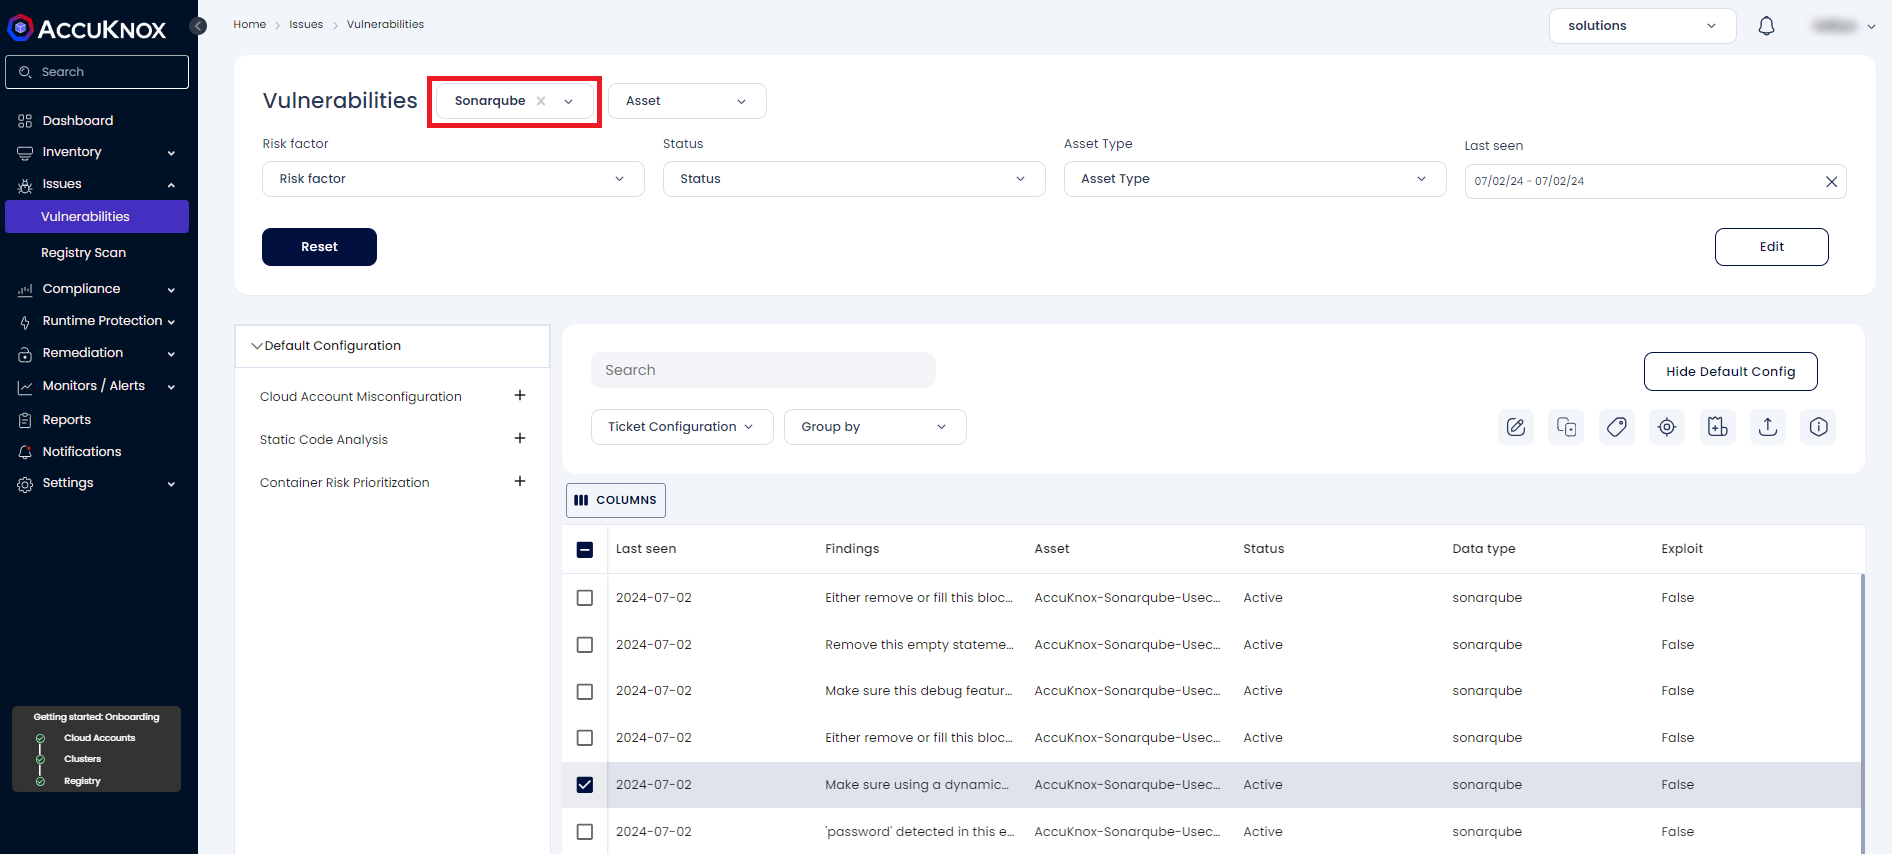 ACCUKNOX
Search
Dashboard
Inventory
Issues
Vulnerabilities
Registry Scan
Compliance
Runtime Protection
Remediation
Monitors / Alerts
Reports
Notifications
Settings
Getting started: Onboarding
Cloud Accounts
Clusters
Registry
Home > Issues > Vulnerabilities
solutions
Vulnerabilities Sonarqube Asset
Risk factor Status Asset Type Last seen
Risk factor Status Asset Type 07/02/24 - 07/02/24
Reset Edit
Default Configuration
Cloud Account Misconfiguration +
Static Code Analysis +
Container Risk Prioritization +
Search
Hide Default Config
Ticket Configuration Group by
COLUMNS
Last seen Findings Asset Status Data type Exploit
2024-07-02 Either remove or fill this bloc... AccuKnox-Sonarqube-Usec... Active sonarqube False
2024-07-02 Remove this empty stateme... AccuKnox-Sonarqube-Usec... Active sonarqube False
2024-07-02 Make sure this debug featur... AccuKnox-Sonarqube-Usec... Active sonarqube False
2024-07-02 Either remove or fill this bloc... AccuKnox-Sonarqube-Usec... Active sonarqube False
2024-07-02 Make sure using a dynamic... AccuKnox-Sonarqube-Usec... Active sonarqube False
2024-07-02 'password' detected in this e... AccuKnox-Sonarqube-Usec... Active sonarqube False